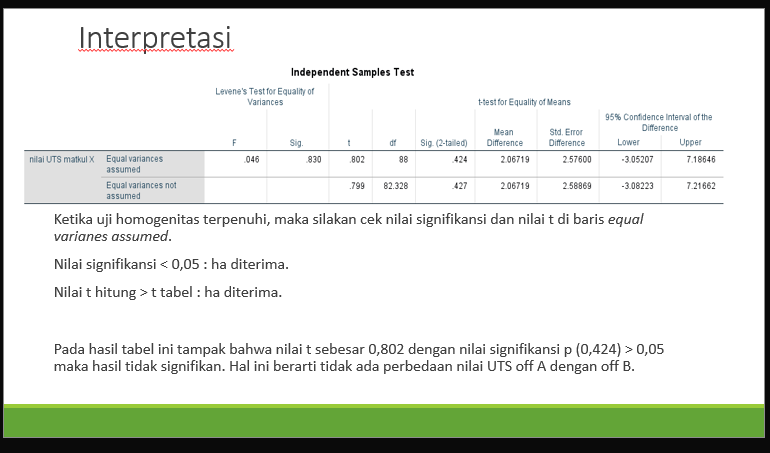 Interpretasi
Independent Samples Test
Levene's Test for Equality of
Variances
t-test for Equality of Means
95% Confidence Interval of the
Difference
F Sig. t df Sig. (2-tailed) Mean Difference Std. Error Difference Lower Upper
nilai UTS matkul X Equal variances assumed .046 .830 .802 88 .424 2.06719 2.57600 -3.05207 7.18646
Equal variances not assumed .799 82.328 .427 2.06719 2.58869 -3.08223 7.21662
Ketika uji homogenitas terpenuhi, maka silakan cek nilai signifikansi dan nilai t di baris equal
varianes assumed.
Nilai signifikansi < 0,05 : ha diterima.
Nilai t hitung > t tabel : ha diterima.
Pada hasil tabel ini tampak bahwa nilai t sebesar 0,802 dengan nilai signifikansi p (0,424) > 0,05
maka hasil tidak signifikan. Hal ini berarti tidak ada perbedaan nilai UTS off A dengan off B.